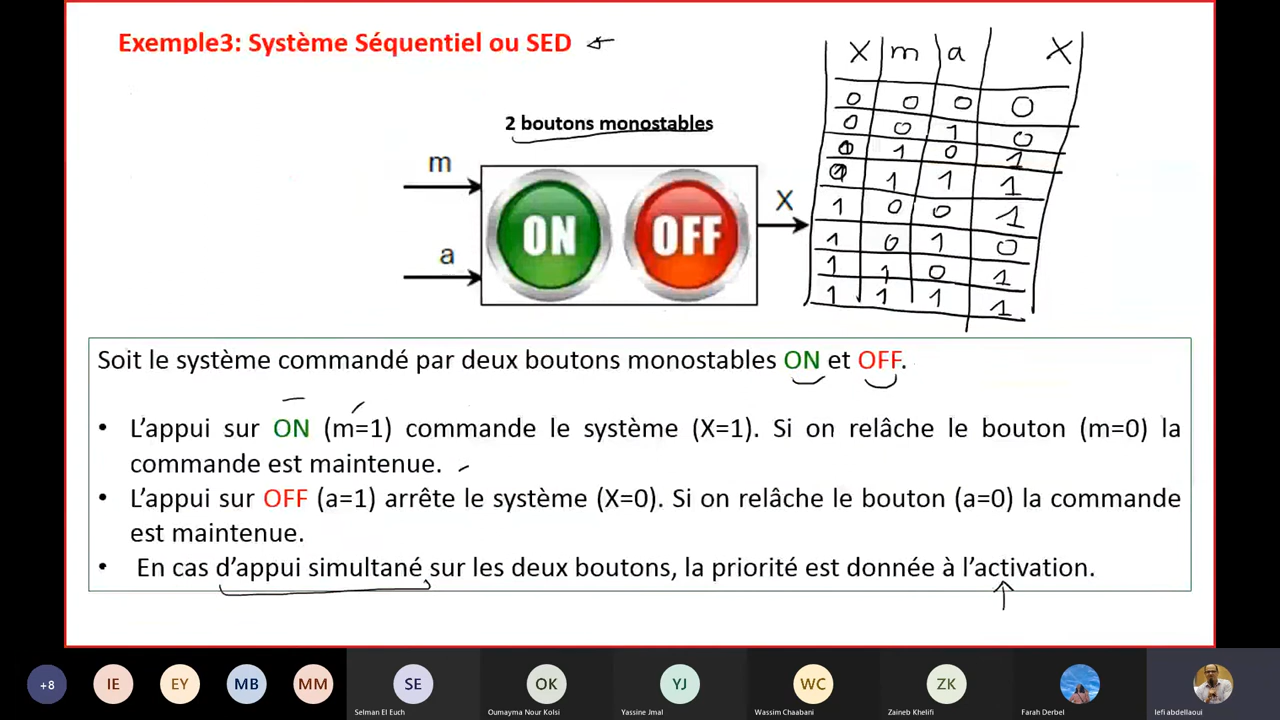 Exemple3: Système Séquentiel ou SED
2 boutons monostables
m
a
ON
OFF
X
X m a X
0 0 0 0
0 0 1 0
0 1 0 1
0 1 1 1
1 0 0 1
1 0 1 0
1 1 0 1
1 1 1 1
Soit le système commandé par deux boutons monostables ON et OFF.
• L’appui sur ON (m=1) commande le système (X=1). Si on relâche le bouton (m=0) la
commande est maintenue.
• L’appui sur OFF (a=1) arrête le système (X=0). Si on relâche le bouton (a=0) la commande
est maintenue.
• En cas d’appui simultané sur les deux boutons, la priorité est donnée à l’activation.
+8
IE
EY
MB
MM
SE
OK
YJ
WC
ZK
Selman El Euch
Oumayma Nour Kolsi
Yassine Jmal
Wassim Chaabani
Zaineb Khelifi
Farah Derbel
lefi abdellaoui